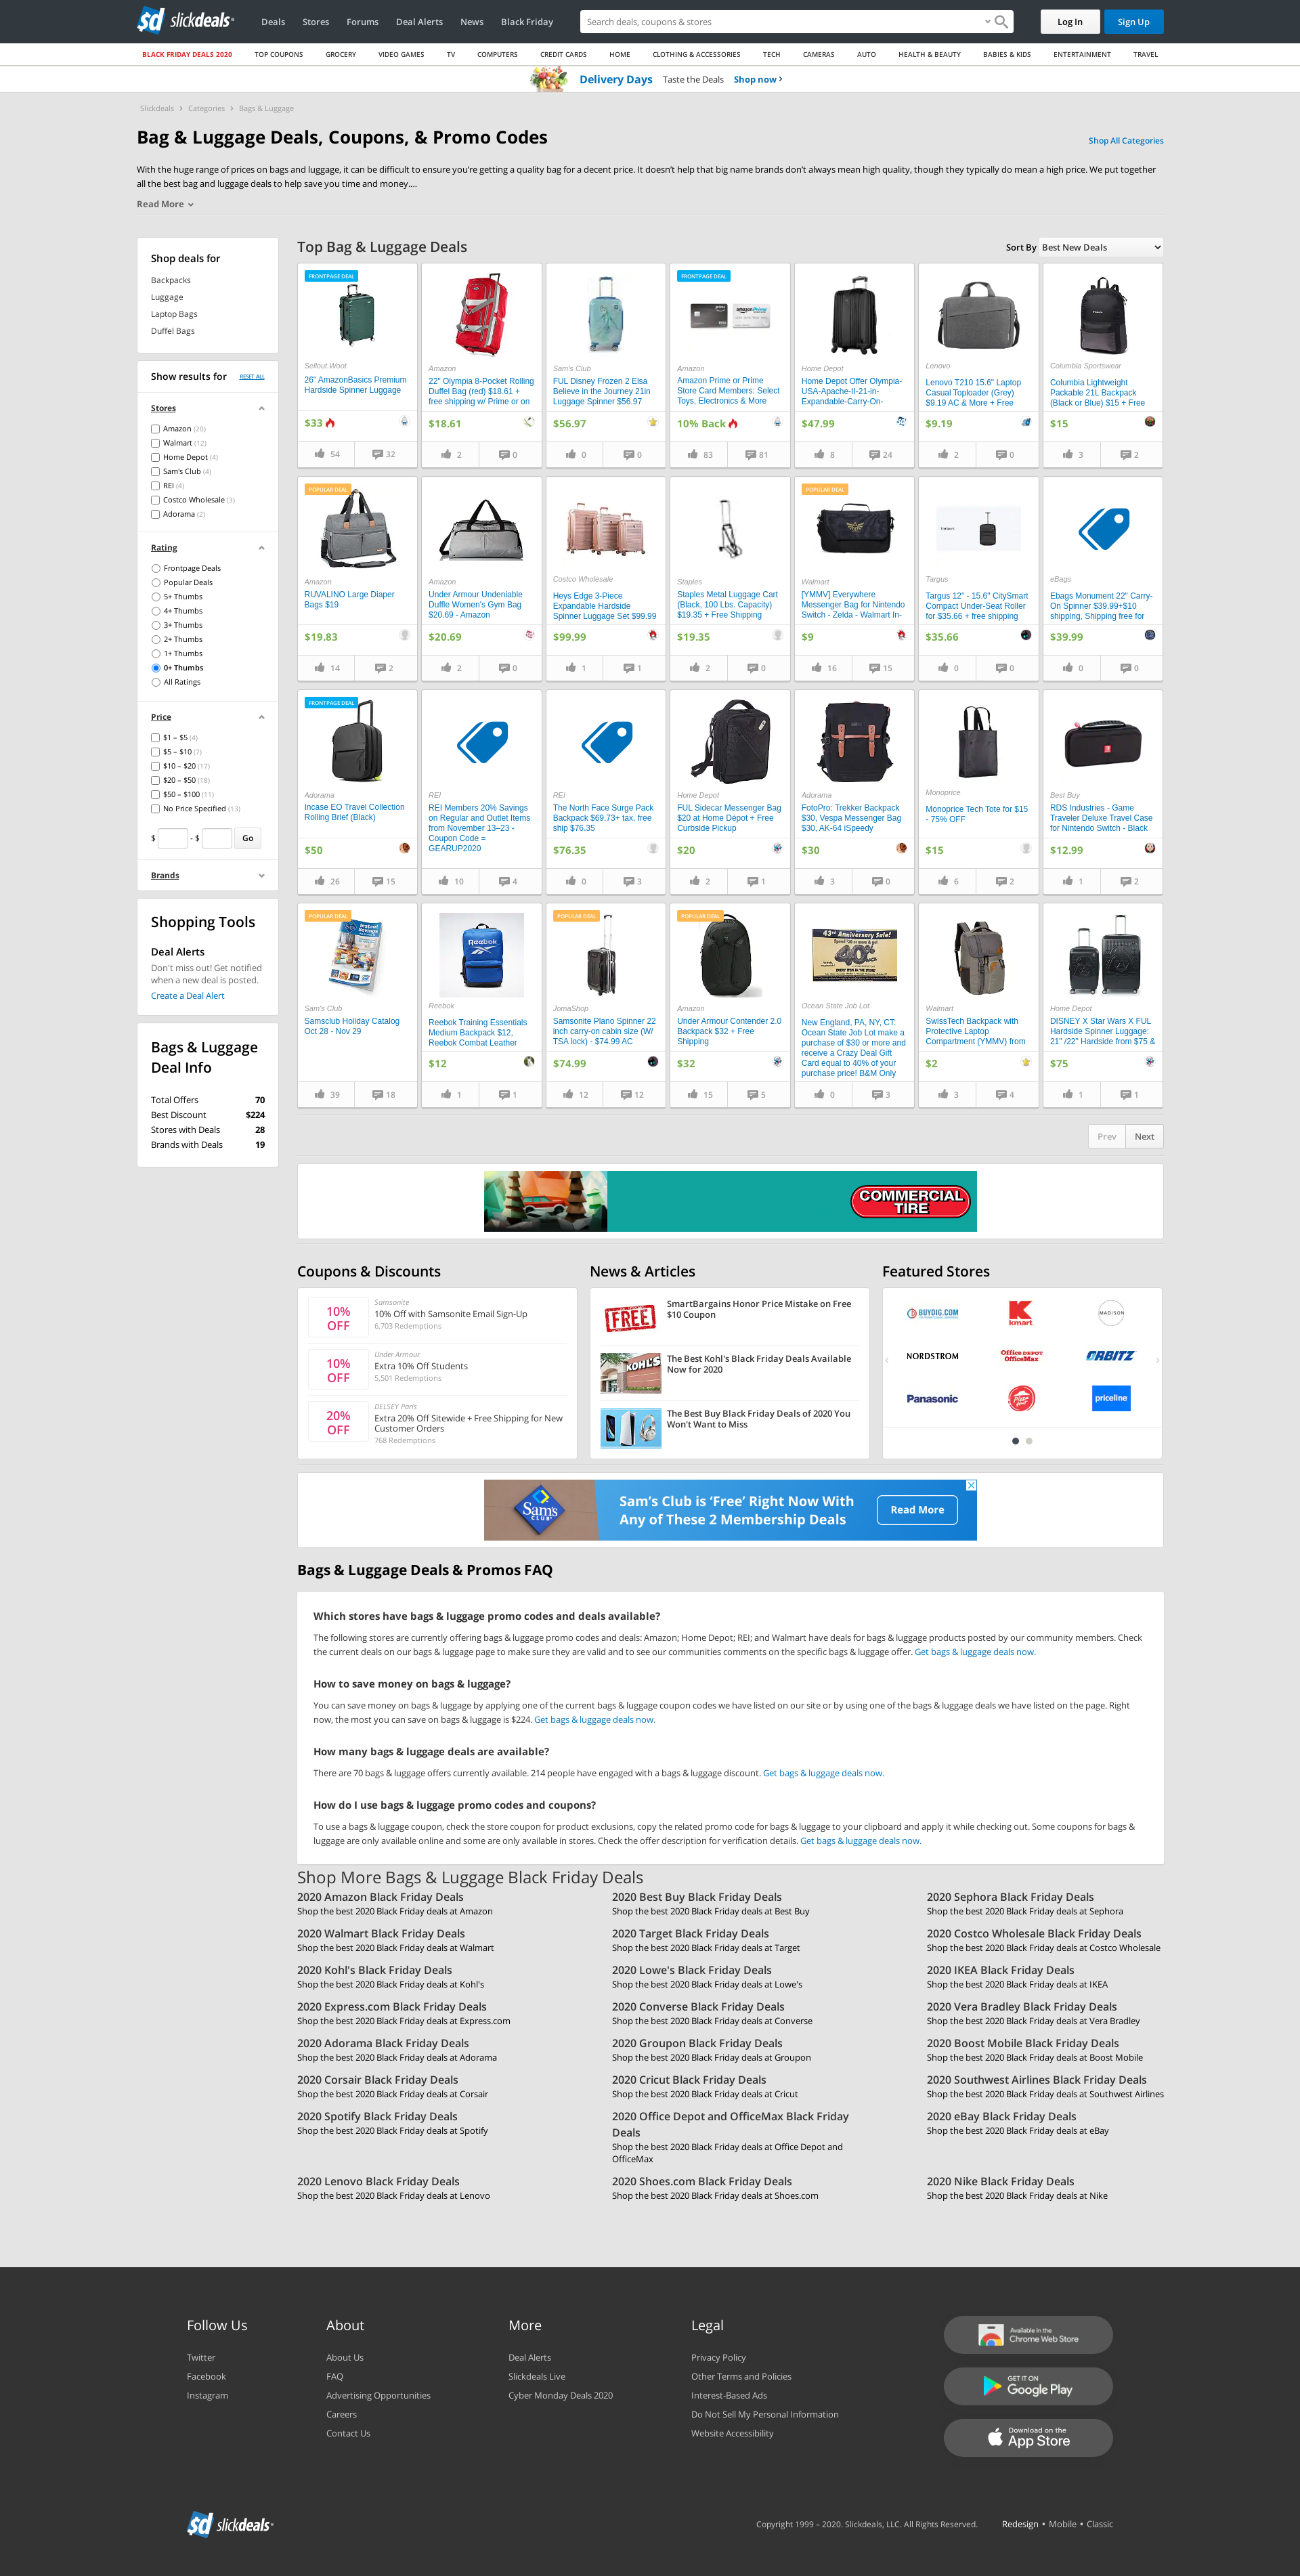 slickdeals
Deals
Stores
Forums
Deal Alerts
News
Black Friday
Search deals, coupons & stores
Log In
Sign Up
BLACK FRIDAY DEALS 2020
TOP COUPONS
GROCERY
VIDEO GAMES
TV
COMPUTERS
CREDIT CARDS
HOME
CLOTHING & ACCESSORIES
TECH
CAMERAS
AUTO
HEALTH & BEAUTY
BABIES & KIDS
ENTERTAINMENT
TRAVEL
Delivery Days Taste the Deals Shop now
Slickdeals > Categories > Bags & Luggage
Bag & Luggage Deals, Coupons, & Promo Codes
Shop All Categories
With the huge range of prices on bags and luggage, it can be difficult to ensure you're getting a quality bag for a decent price. It doesn't help that big name brands don't always mean high quality, though they typically do mean a high price. We put together
all the best bag and luggage deals to help save you time and money....
Read More
Shop deals for
Backpacks
Luggage
Laptop Bags
Duffel Bags
Show results for RESET ALL
Stores
Amazon (20)
Walmart (12)
Home Depot (4)
Sam's Club (4)
REI (4)
Costco Wholesale (3)
Adorama (2)
Rating
Frontpage Deals
Popular Deals
5+ Thumbs
4+ Thumbs
3+ Thumbs
2+ Thumbs
1+ Thumbs
0+ Thumbs
All Ratings
Price
$1 – $5 (4)
$5 – $10 (7)
$10 – $20 (17)
$20 – $50 (18)
$50 – $100 (11)
No Price Specified (13)
$ - $ Go
Brands
Shopping Tools
Deal Alerts
Don't miss out! Get notified
when a new deal is posted.
Create a Deal Alert
Bags & Luggage
Deal Info
Total Offers 70
Best Discount $224
Stores with Deals 28
Brands with Deals 19
Top Bag & Luggage Deals
Sort By Best New Deals
FRONTPAGE DEAL
Sellout.Woot
26" AmazonBasics Premium
Hardside Spinner Luggage
$33
54 32
Amazon
22" Olympia 8-Pocket Rolling
Duffel Bag (red) $18.61 +
free shipping w/ Prime or on
$18.61
2 0
Sam's Club
FUL Disney Frozen 2 Elsa
Believe in the Journey 21in
Luggage Spinner $56.97
$56.97
0 0
FRONTPAGE DEAL
Amazon
Amazon Prime or Prime
Store Card Members: Select
Toys, Electronics & More
10% Back
83 81
Home Depot
Home Depot Offer Olympia-
USA-Apache-II-21-in-
Expandable-Carry-On-
$47.99
8 24
Lenovo
Lenovo T210 15.6" Laptop
Casual Toploader (Grey)
$9.19 AC & More + Free
$9.19
2 0
Columbia Sportswear
Columbia Lightweight
Packable 21L Backpack
(Black or Blue) $15 + Free
$15
3 2
POPULAR DEAL
Amazon
RUVALINO Large Diaper
Bags $19
$19.83
14 2
Amazon
Under Armour Undeniable
Duffle Women's Gym Bag
$20.69 - Amazon
$20.69
2 0
Costco Wholesale
Heys Edge 3-Piece
Expandable Hardside
Spinner Luggage Set $99.99
$99.99
1 1
Staples
Staples Metal Luggage Cart
(Black, 100 Lbs. Capacity)
$19.35 + Free Shipping
$19.35
2 0
POPULAR DEAL
Walmart
[YMMV] Everywhere
Messenger Bag for Nintendo
Switch - Zelda - Walmart In-
$9
16 15
Targus
Targus 12" - 15.6" CitySmart
Compact Under-Seat Roller
for $35.66 + free shipping
$35.66
0 0
eBags
Ebags Monument 22" Carry-
On Spinner $39.99+$10
shipping, Shipping free for
$39.99
0 0
FRONTPAGE DEAL
Adorama
Incase EO Travel Collection
Rolling Brief (Black)
$50
26 15
REI
REI Members 20% Savings
on Regular and Outlet Items
from November 13–23 -
Coupon Code =
GEARUP2020
10 4
REI
The North Face Surge Pack
Backpack $69.73+ tax, free
ship $76.35
$76.35
0 3
Home Depot
FUL Sidecar Messenger Bag
$20 at Home Depot + Free
Curbside Pickup
$20
2 1
Adorama
FotoPro: Trekker Backpack
$30, Vespa Messenger Bag
$30, AK-64 iSpeedy
$30
3 0
Monoprice
Monoprice Tech Tote for $15
- 75% OFF
$15
6 2
Best Buy
RDS Industries - Game
Traveler Deluxe Travel Case
for Nintendo Switch - Black
$12.99
1 2
POPULAR DEAL
Sam's Club
Samsclub Holiday Catalog
Oct 28 - Nov 29
39 18
Reebok
Reebok
Reebok Training Essentials
Medium Backpack $12,
Reebok Combat Leather
$12
1 1
POPULAR DEAL
JomaShop
Samsonite Plano Spinner 22
inch carry-on cabin size (W/
TSA lock) - $74.99 AC
$74.99
12 12
POPULAR DEAL
Amazon
Under Armour Contender 2.0
Backpack $32 + Free
Shipping
$32
15 5
43rd Anniversary Sale!
40%
Ocean State Job Lot
New England, PA, NY, CT:
Ocean State Job Lot make a
purchase of $30 or more and
receive a Crazy Deal Gift
Card equal to 40% of your
purchase price! B&M Only
0 3
Walmart
SwissTech Backpack with
Protective Laptop
Compartment (YMMV) from
$2
3 4
Home Depot
DISNEY X Star Wars X FUL
Hardside Spinner Luggage:
21" /22" Hardside from $75 &
$75
1 1
Prev Next
COMMERCIAL
TIRE
Coupons & Discounts
10%
OFF
Samsonite
10% Off with Samsonite Email Sign-Up
6,703 Redemptions
10%
OFF
Under Armour
Extra 10% Off Students
5,501 Redemptions
20%
OFF
DELSEY Paris
Extra 20% Off Sitewide + Free Shipping for New
Customer Orders
768 Redemptions
News & Articles
FREE
SmartBargains Honor Price Mistake on Free
$10 Coupon
KOHL'S
The Best Kohl's Black Friday Deals Available
Now for 2020
The Best Buy Black Friday Deals of 2020 You
Won't Want to Miss
Featured Stores
BUYDIG.COM
kmart
MADISON
NORDSTROM
Office DEPOT
OfficeMax
ORBITZ
Panasonic
Pizza Hut
priceline
Sam's
CLUB
Sam's Club is 'Free' Right Now With
Any of These 2 Membership Deals
Read More
Bags & Luggage Deals & Promos FAQ
Which stores have bags & luggage promo codes and deals available?
The following stores are currently offering bags & luggage promo codes and deals: Amazon; Home Depot; REI; and Walmart have deals for bags & luggage products posted by our community members. Check
the current deals on our bags & luggage page to make sure they are valid and to see our communities comments on the specific bags & luggage offer. Get bags & luggage deals now.
How to save money on bags & luggage?
You can save money on bags & luggage by applying one of the current bags & luggage coupon codes we have listed on our site or by using one of the bags & luggage deals we have listed on the page. Right
now, the most you can save on bags & luggage is $224. Get bags & luggage deals now.
How many bags & luggage deals are available?
There are 70 bags & luggage offers currently available. 214 people have engaged with a bags & luggage discount. Get bags & luggage deals now.
How do I use bags & luggage promo codes and coupons?
To use a bags & luggage coupon, check the store coupon for product exclusions, copy the related promo code for bags & luggage to your clipboard and apply it while checking out. Some coupons for bags &
luggage are only available online and some are only available in stores. Check the offer description for verification details. Get bags & luggage deals now.
Shop More Bags & Luggage Black Friday Deals
2020 Amazon Black Friday Deals
Shop the best 2020 Black Friday deals at Amazon
2020 Best Buy Black Friday Deals
Shop the best 2020 Black Friday deals at Best Buy
2020 Sephora Black Friday Deals
Shop the best 2020 Black Friday deals at Sephora
2020 Walmart Black Friday Deals
Shop the best 2020 Black Friday deals at Walmart
2020 Target Black Friday Deals
Shop the best 2020 Black Friday deals at Target
2020 Costco Wholesale Black Friday Deals
Shop the best 2020 Black Friday deals at Costco Wholesale
2020 Kohl's Black Friday Deals
Shop the best 2020 Black Friday deals at Kohl's
2020 Lowe's Black Friday Deals
Shop the best 2020 Black Friday deals at Lowe's
2020 IKEA Black Friday Deals
Shop the best 2020 Black Friday deals at IKEA
2020 Express.com Black Friday Deals
Shop the best 2020 Black Friday deals at Express.com
2020 Converse Black Friday Deals
Shop the best 2020 Black Friday deals at Converse
2020 Vera Bradley Black Friday Deals
Shop the best 2020 Black Friday deals at Vera Bradley
2020 Adorama Black Friday Deals
Shop the best 2020 Black Friday deals at Adorama
2020 Groupon Black Friday Deals
Shop the best 2020 Black Friday deals at Groupon
2020 Boost Mobile Black Friday Deals
Shop the best 2020 Black Friday deals at Boost Mobile
2020 Corsair Black Friday Deals
Shop the best 2020 Black Friday deals at Corsair
2020 Cricut Black Friday Deals
Shop the best 2020 Black Friday deals at Cricut
2020 Southwest Airlines Black Friday Deals
Shop the best 2020 Black Friday deals at Southwest Airlines
2020 Spotify Black Friday Deals
Shop the best 2020 Black Friday deals at Spotify
2020 Office Depot and OfficeMax Black Friday
Deals
Shop the best 2020 Black Friday deals at Office Depot and
OfficeMax
2020 eBay Black Friday Deals
Shop the best 2020 Black Friday deals at eBay
2020 Lenovo Black Friday Deals
Shop the best 2020 Black Friday deals at Lenovo
2020 Shoes.com Black Friday Deals
Shop the best 2020 Black Friday deals at Shoes.com
2020 Nike Black Friday Deals
Shop the best 2020 Black Friday deals at Nike
Follow Us
Twitter
Facebook
Instagram
About
About Us
FAQ
Advertising Opportunities
Careers
Contact Us
More
Deal Alerts
Slickdeals Live
Cyber Monday Deals 2020
Legal
Privacy Policy
Other Terms and Policies
Interest-Based Ads
Do Not Sell My Personal Information
Website Accessibility
Available in the
Chrome Web Store
GET IT ON
Google Play
Download on the
App Store
slickdeals
Copyright 1999 – 2020. Slickdeals, LLC. All Rights Reserved.
Redesign • Mobile • Classic